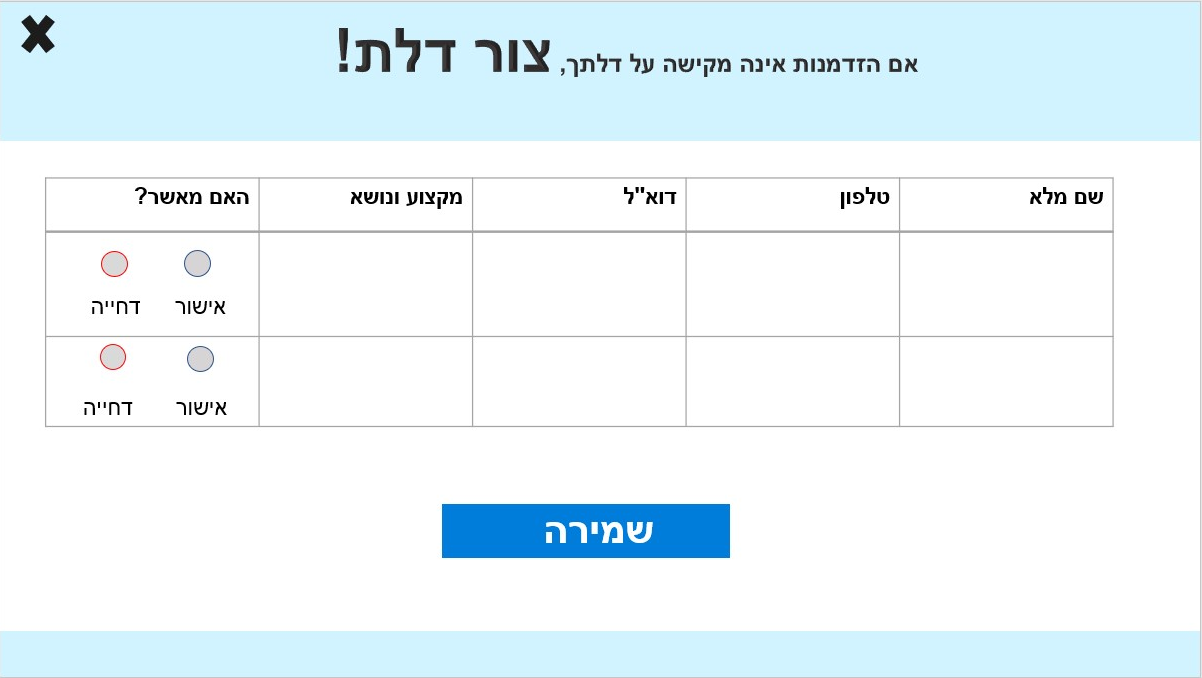 אם הזדמנות אינה מקישה על דלתך, צור דלת!
שם מלא טלפון דוא"ל מקצוע ונושא האם מאשר?
אישור דחייה
אישור דחייה
שמירה